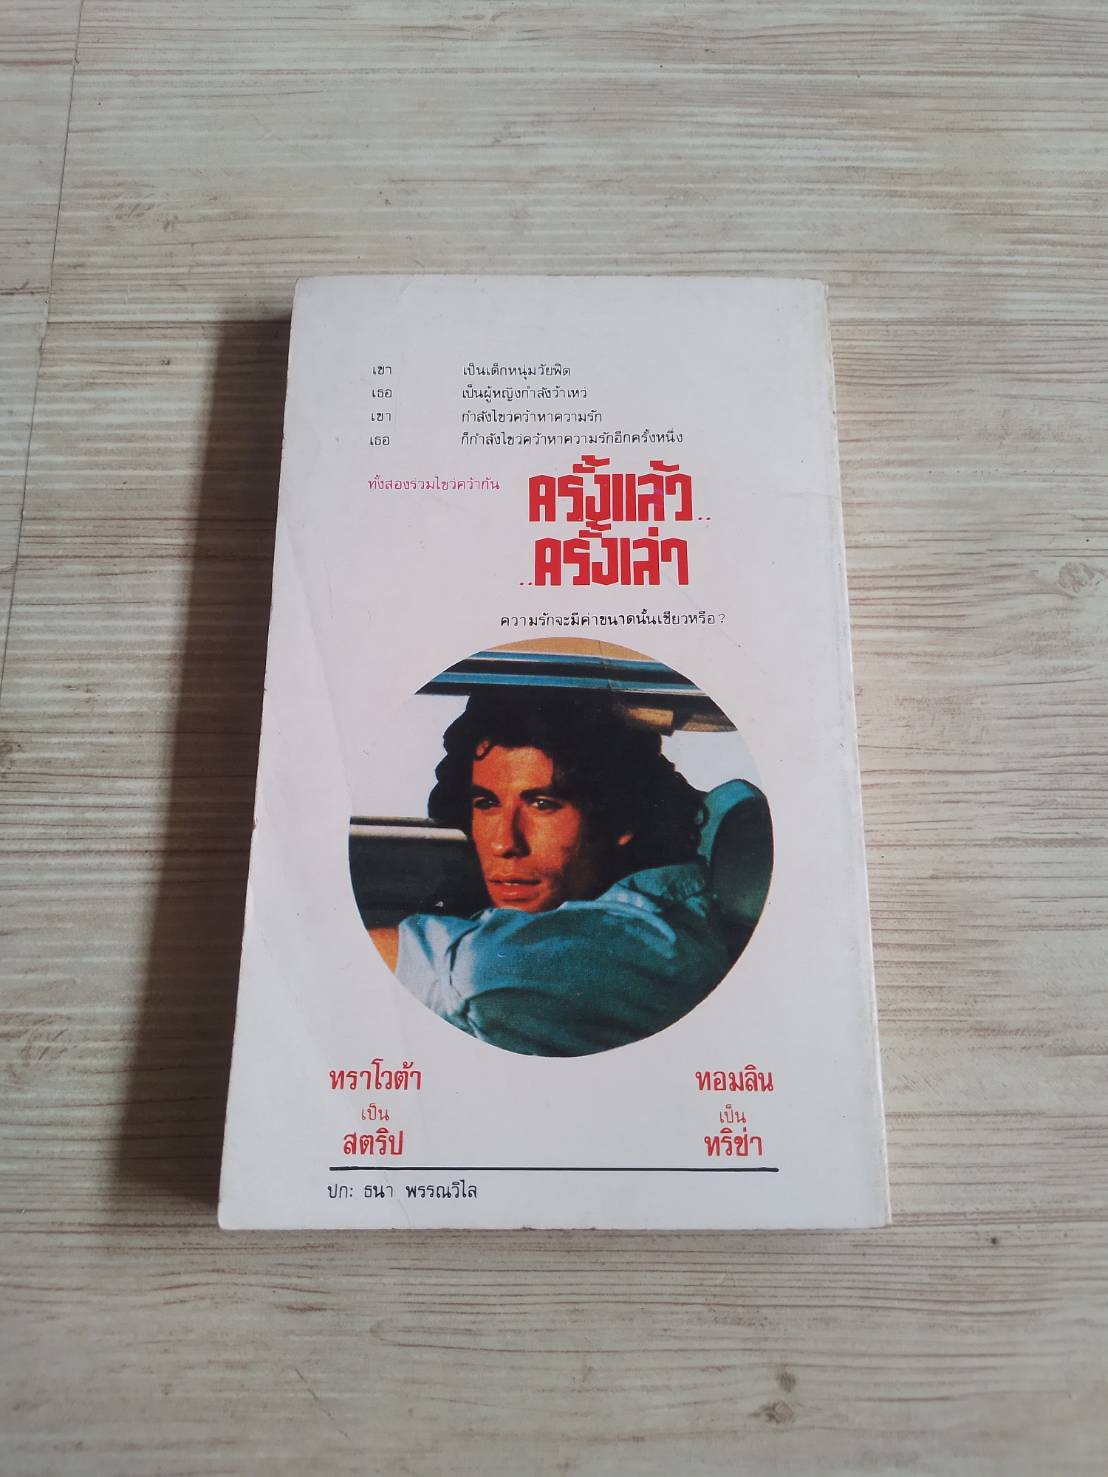 เขา เป็นเด็กหนุ่มวัยฟิต
เธอ เป็นผู้หญิงกำลังว้าเหว่
เขา กำลังไขว่คว้าหาความรัก
เธอ ก็กำลังไขว่คว้าหาความรักอีกครั้งหนึ่ง
ทั้งสองร่วมไขว่คว้ากัน ครั้งแล้ว..
..ครั้งเล่า
ความรักจะมีค่าขนาดนั้นเชียวหรือ?
ทราโวต้า ทอมลิน
เป็น เป็น
สตริป ทริช่า
ปก: ธนา พรรณวิไล